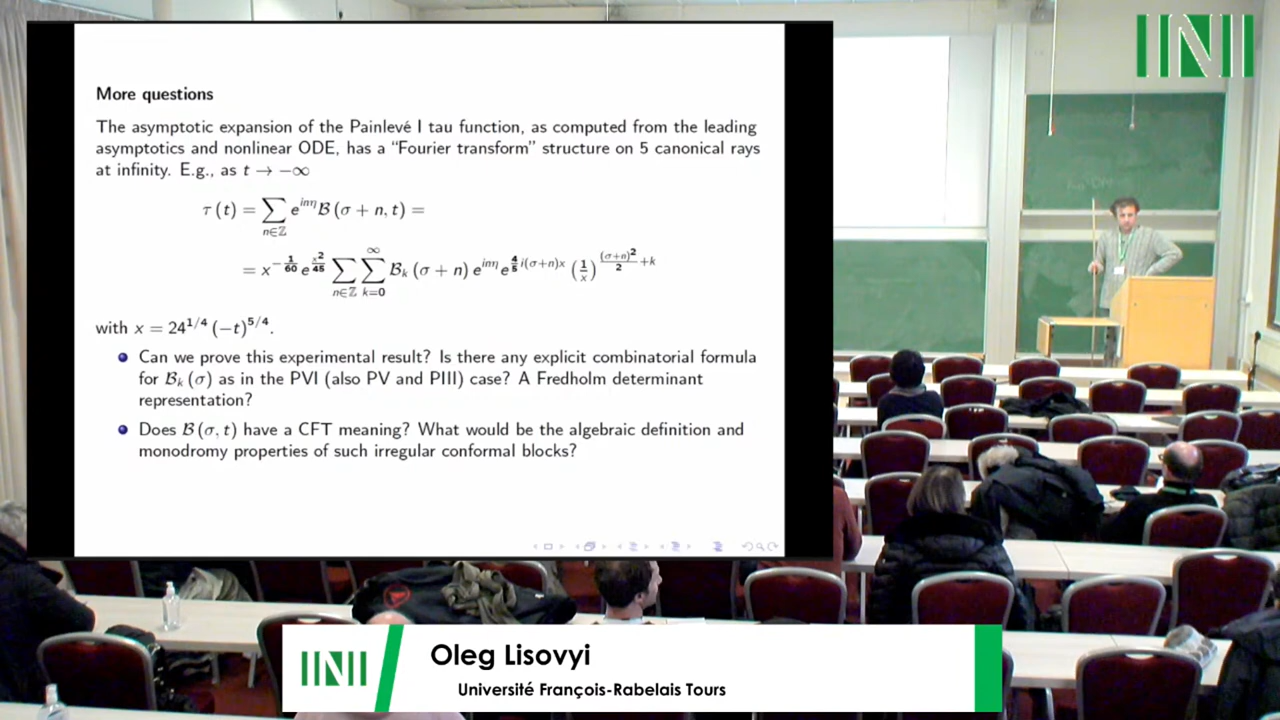 More questions
The asymptotic expansion of the Painlevé I tau function, as computed from the leading
asymptotics and nonlinear ODE, has a “Fourier transform” structure on 5 canonical rays
at infinity. E.g., as t → −∞
τ (t) = ∑_{n∈ℤ} e^{inη} ℬ (σ + n, t) =
= x^{−1/60} e^{x²/45} ∑_{n∈ℤ} ∑_{k=0}^{∞} ℬ_k (σ + n) e^{inη} e^{4/5 i(σ+n)x} (1/x)^{(σ+n)²/2 + k}
with x = 24^{1/4} (−t)^{5/4}.
Can we prove this experimental result? Is there any explicit combinatorial formula
for ℬ_k (σ) as in the PVI (also PV and PIII) case? A Fredholm determinant
representation?
Does ℬ (σ, t) have a CFT meaning? What would be the algebraic definition and
monodromy properties of such irregular conformal blocks?
INI
INI
Oleg Lisovyi
Université François-Rabelais Tours